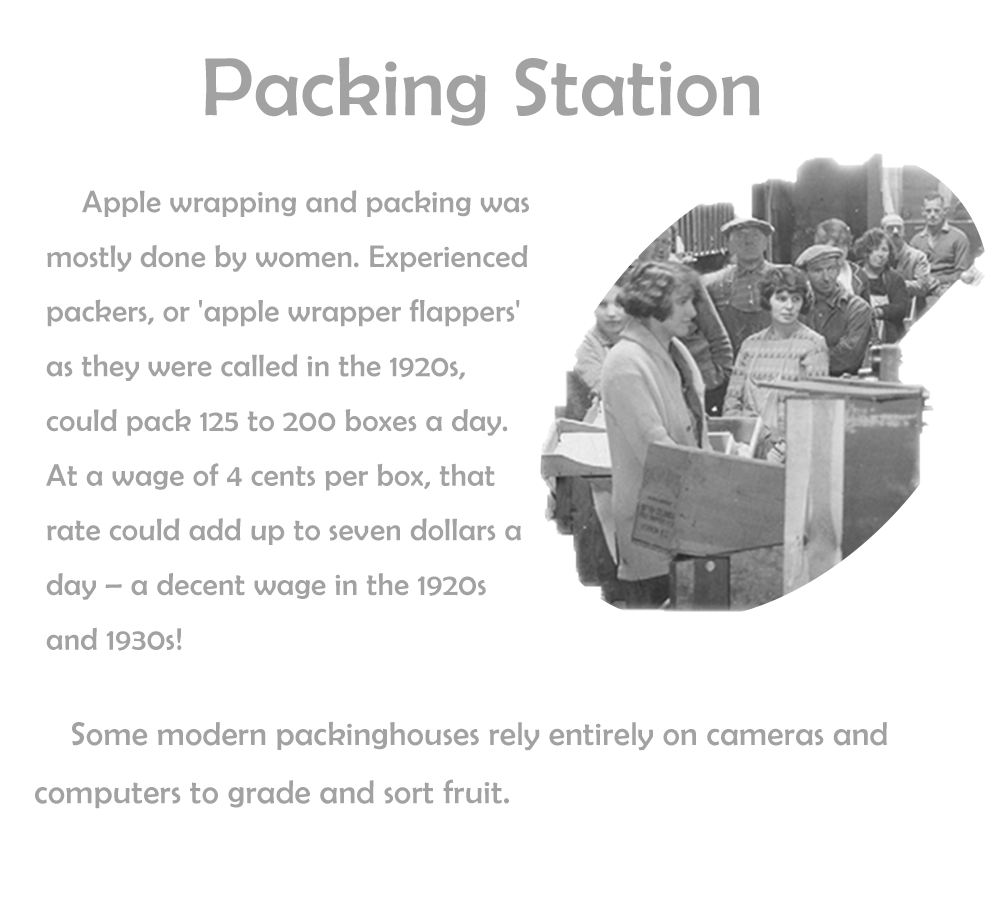 Packing Station
Apple wrapping and packing was
mostly done by women. Experienced
packers, or 'apple wrapper flappers'
as they were called in the 1920s,
could pack 125 to 200 boxes a day.
At a wage of 4 cents per box, that
rate could add up to seven dollars a
day – a decent wage in the 1920s
and 1930s!
Some modern packinghouses rely entirely on cameras and
computers to grade and sort fruit.